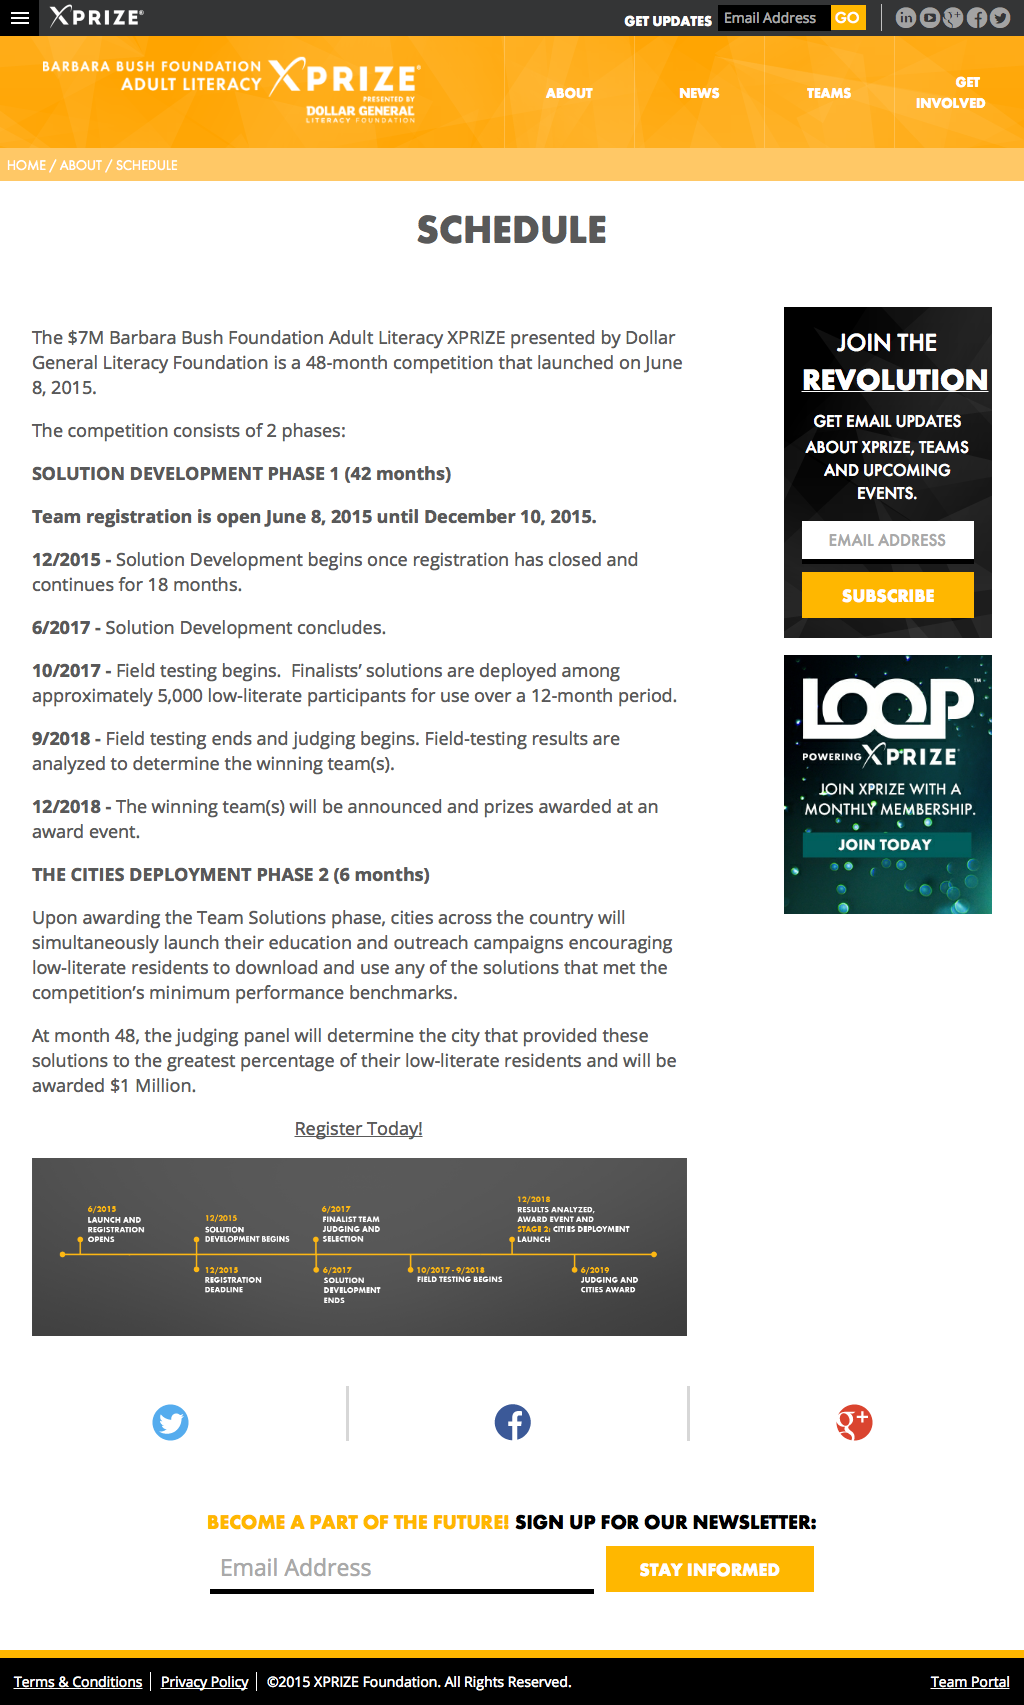 XPRIZE®
GET UPDATES Email Address GO
BARBARA BUSH FOUNDATION
ADULT LITERACY XPRIZE
PRESENTED BY
DOLLAR GENERAL
LITERACY FOUNDATION
ABOUT
NEWS
TEAMS
GET
INVOLVED
HOME / ABOUT / SCHEDULE
SCHEDULE
The $7M Barbara Bush Foundation Adult Literacy XPRIZE presented by Dollar
General Literacy Foundation is a 48-month competition that launched on June
8, 2015.
The competition consists of 2 phases:
SOLUTION DEVELOPMENT PHASE 1 (42 months)
Team registration is open June 8, 2015 until December 10, 2015.
12/2015 - Solution Development begins once registration has closed and
continues for 18 months.
6/2017 - Solution Development concludes.
10/2017 - Field testing begins.  Finalists’ solutions are deployed among
approximately 5,000 low-literate participants for use over a 12-month period.
9/2018 - Field testing ends and judging begins. Field-testing results are
analyzed to determine the winning team(s).
12/2018 - The winning team(s) will be announced and prizes awarded at an
award event.
THE CITIES DEPLOYMENT PHASE 2 (6 months)
Upon awarding the Team Solutions phase, cities across the country will
simultaneously launch their education and outreach campaigns encouraging
low-literate residents to download and use any of the solutions that met the
competition’s minimum performance benchmarks.
At month 48, the judging panel will determine the city that provided these
solutions to the greatest percentage of their low-literate residents and will be
awarded $1 Million.
Register Today!
JOIN THE
REVOLUTION
GET EMAIL UPDATES
ABOUT XPRIZE, TEAMS
AND UPCOMING
EVENTS.
EMAIL ADDRESS
SUBSCRIBE
LOOP™
POWERING XPRIZE
JOIN XPRIZE WITH A
MONTHLY MEMBERSHIP.
JOIN TODAY
6/2015
LAUNCH AND
REGISTRATION
OPENS
12/2015
SOLUTION
DEVELOPMENT BEGINS
12/2015
REGISTRATION
DEADLINE
6/2017
FINALIST TEAM
JUDGING AND
SELECTION
6/2017
SOLUTION
DEVELOPMENT
ENDS
10/2017 - 9/2018
FIELD TESTING BEGINS
12/2018
RESULTS ANALYZED,
AWARD EVENT AND
STAGE 2: CITIES DEPLOYMENT
LAUNCH
6/2019
JUDGING AND
CITIES AWARD
BECOME A PART OF THE FUTURE! SIGN UP FOR OUR NEWSLETTER:
Email Address
STAY INFORMED
Terms & Conditions | Privacy Policy | ©2015 XPRIZE Foundation. All Rights Reserved.
Team Portal